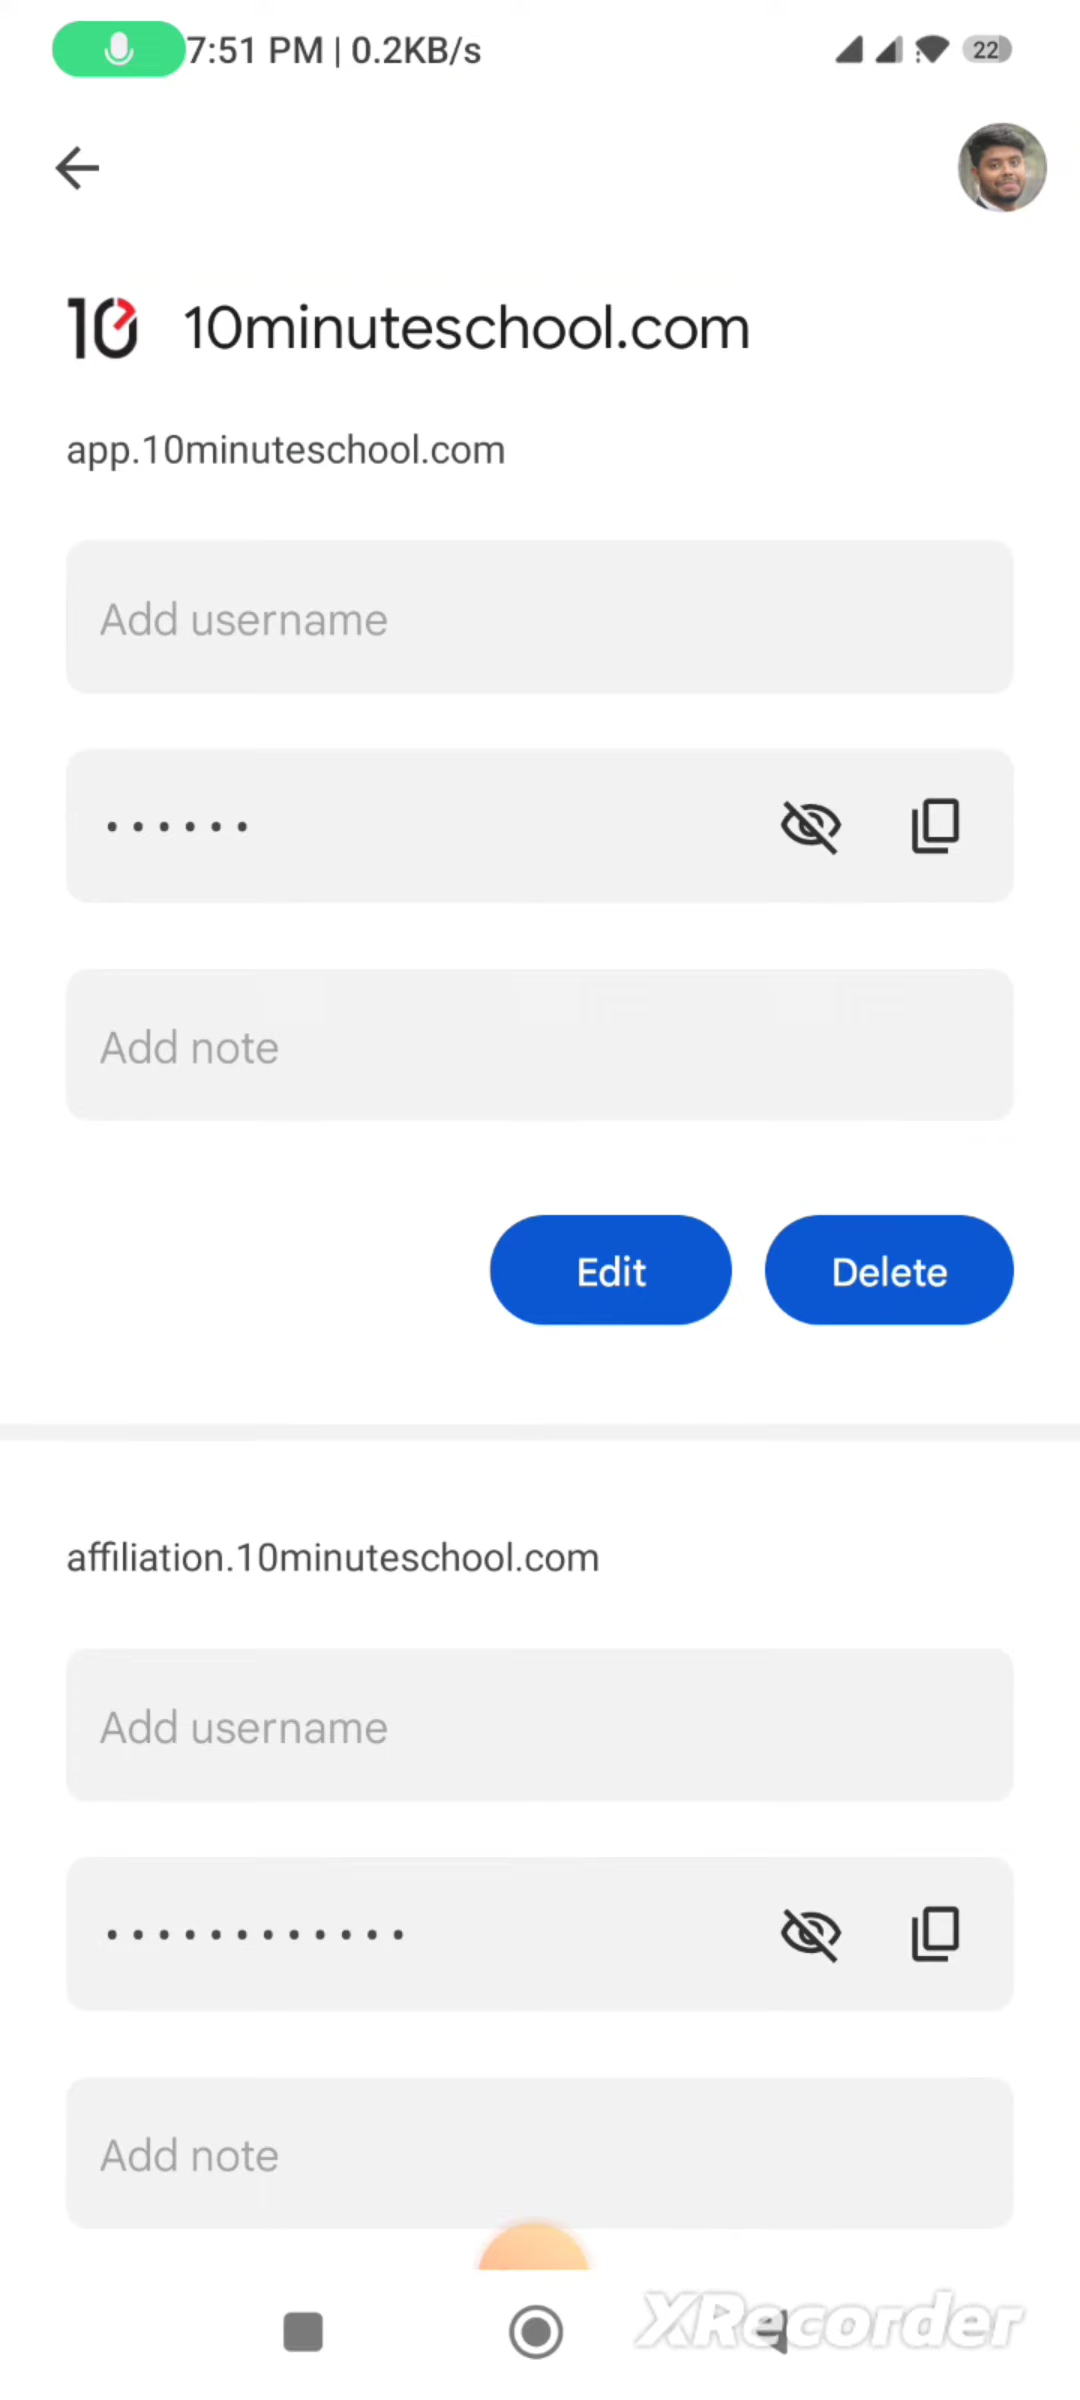 7:51 PM | 0.2KB/s 22
10 10minuteschool.com
app.10minuteschool.com
Add username
••••••
Add note
Edit Delete
affiliation.10minuteschool.com
Add username
••••••••••••
Add note
XRecorder